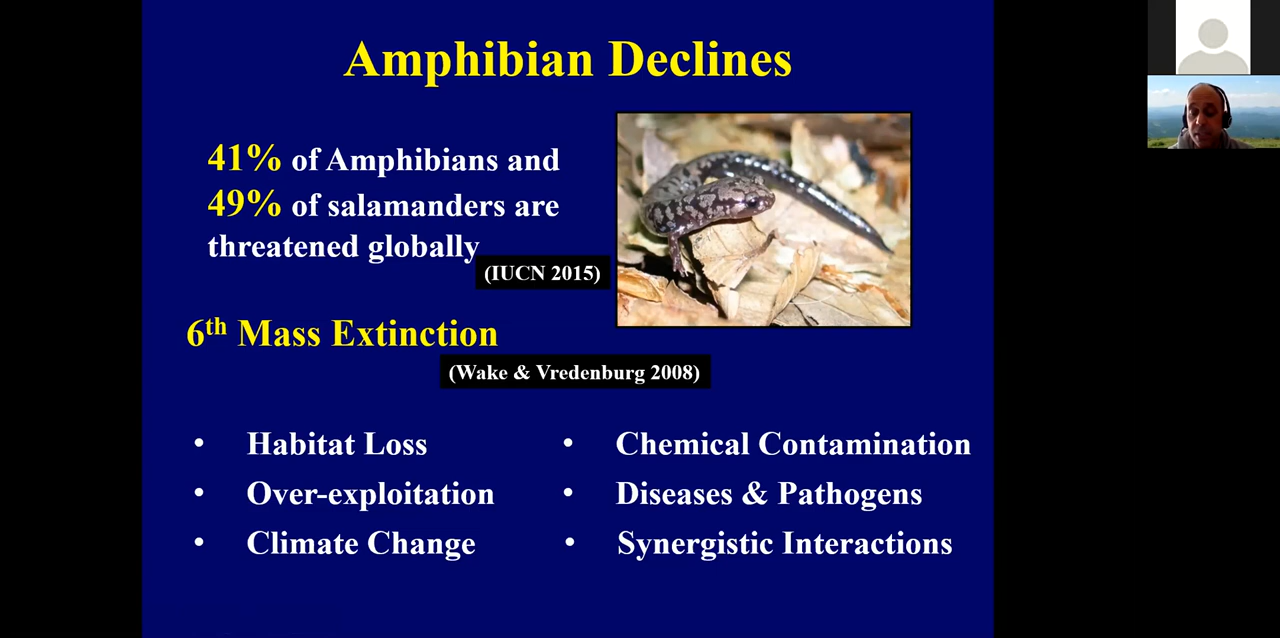 Amphibian Declines
41% of Amphibians and
49% of salamanders are
threatened globally
(IUCN 2015)
6th Mass Extinction
(Wake & Vredenburg 2008)
• Habitat Loss
• Over-exploitation
• Climate Change
• Chemical Contamination
• Diseases & Pathogens
• Synergistic Interactions